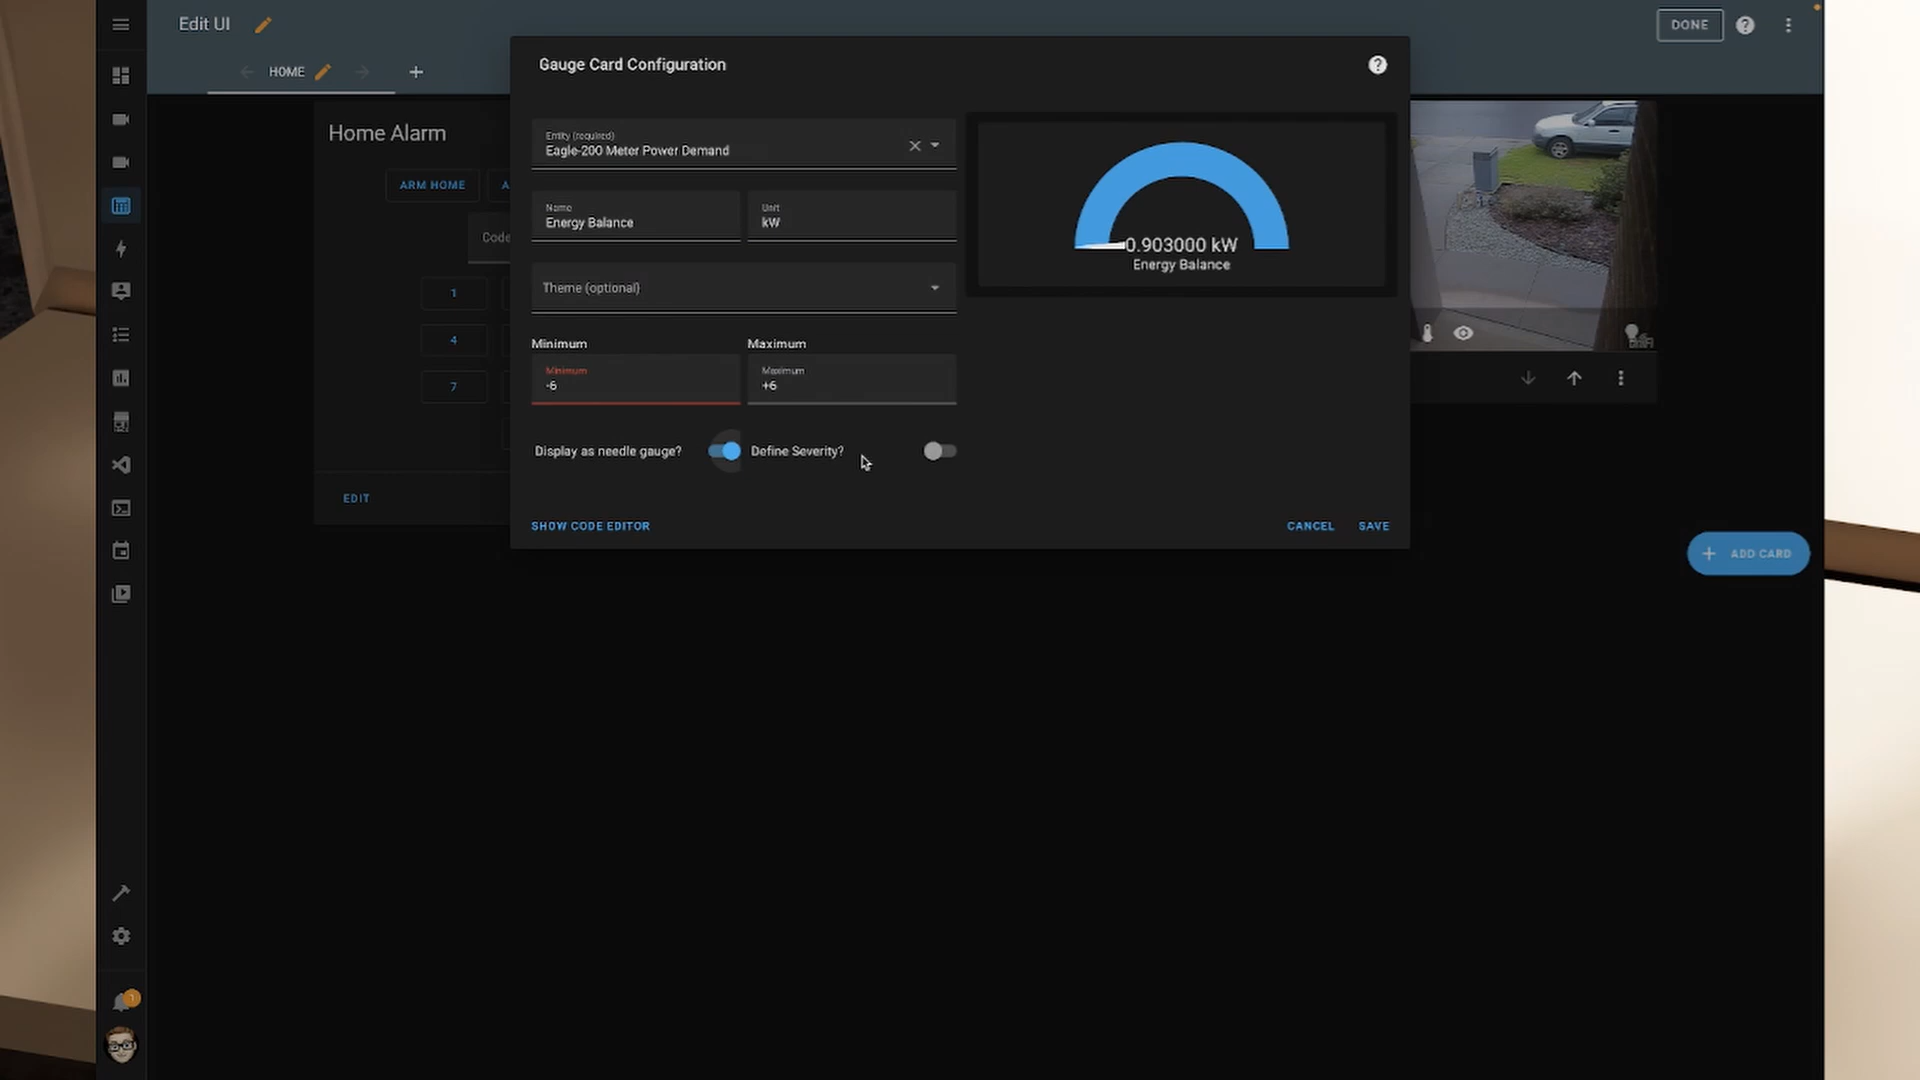 Edit UI
DONE
HOME
Gauge Card Configuration
Home Alarm
ARM HOME
A
Code
1
4
7
EDIT
Entity (required)
Eagle-200 Meter Power Demand
Name
Energy Balance
Unit
kW
Theme (optional)
Minimum
Maximum
Minimum
-6
Maximum
+6
Display as needle gauge?
Define Severity?
SHOW CODE EDITOR
CANCEL
SAVE
0.903000 kW
Energy Balance
ADD CARD
1